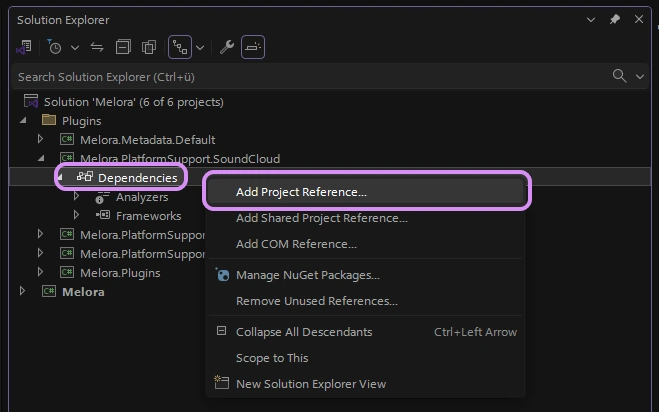 Solution Explorer
Search Solution Explorer (Ctrl+ü)
Solution 'Melora' (6 of 6 projects)
Plugins
C# Melora.Metadata.Default
C# Melora.PlatformSupport.SoundCloud
Dependencies
Analyzers
Frameworks
C# Melora.PlatformSuppo
C# Melora.PlatformSuppo
C# Melora.Plugins
C# Melora
Add Project Reference...
Add Shared Project Reference...
Add COM Reference...
Manage NuGet Packages...
Remove Unused References...
Collapse All Descendants Ctrl+Left Arrow
Scope to This
New Solution Explorer View